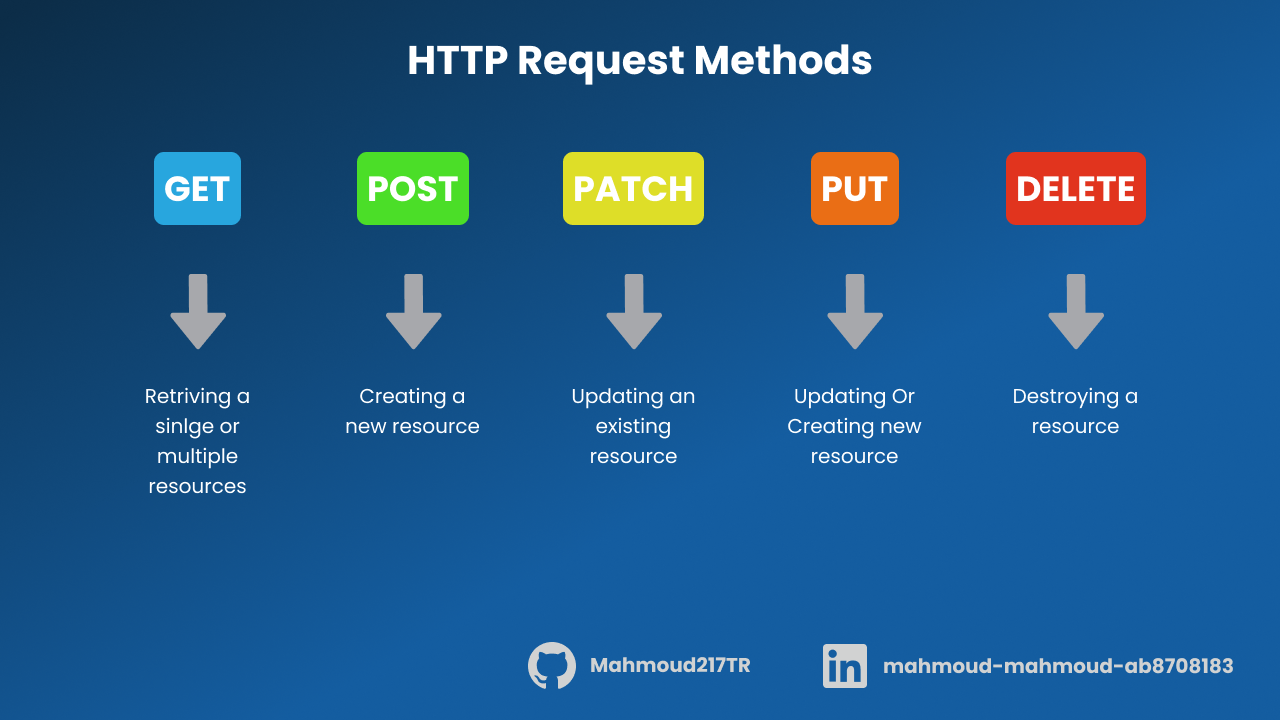 HTTP Request Methods
GET
POST
PATCH
PUT
DELETE
Retriving a
sinlge or
multiple
resources
Creating a
new resource
Updating an
existing
resource
Updating Or
Creating new
resource
Destroying a
resource
Mahmoud217TR
in
mahmoud-mahmoud-ab8708183